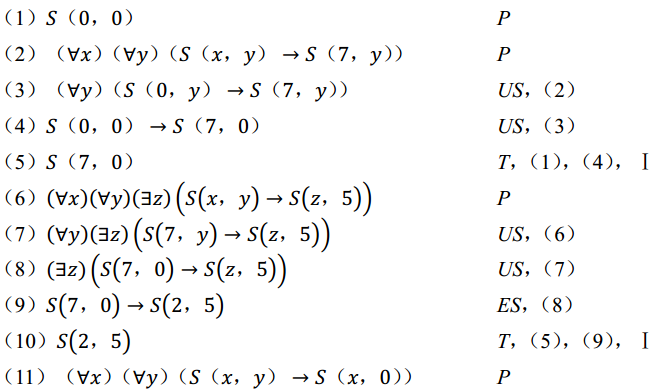 （1）S（0，0） P
（2）（∀x）（∀y）（S（x，y）→S（7，y）） P
（3）（∀y）（S（0，y）→S（7，y）） US，（2）
（4）S（0，0）→S（7，0） US，（3）
（5）S（7，0） T，（1），（4），I
（6）(∀x)(∀y)(∃z)(S(x，y)→S(z，5)) P
（7）(∀y)(∃z)(S(7，y)→S(z，5)) US，（6）
（8）(∃z)(S(7，0)→S(z，5)) US，（7）
（9）S(7，0)→S(2，5) ES，（8）
（10）S(2，5) T，（5），（9），I
（11）（∀x）（∀y）（S（x，y）→S（x，0）） P